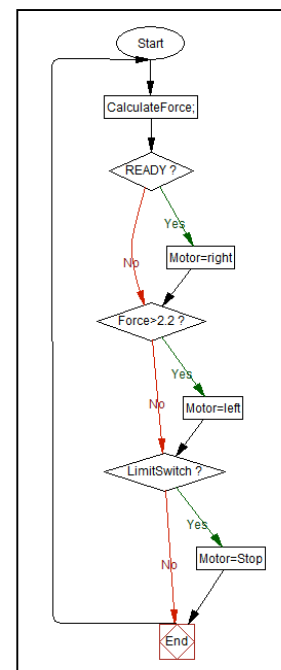 Start
CalculateForce;
READY ?
Yes
No
Motor=right
Force>2.2 ?
Yes
No
Motor=left
LimitSwitch ?
Yes
No
Motor=Stop
End